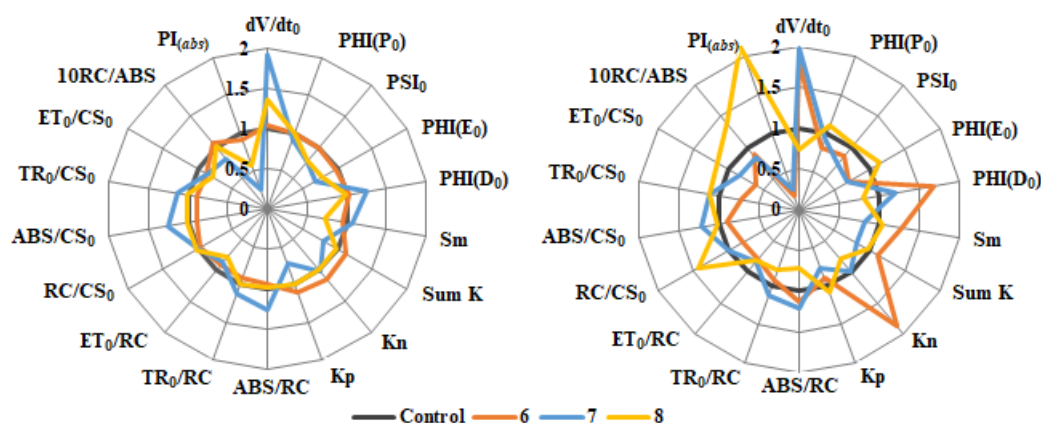 dV/dt₀
PHI(P₀)
PSI₀
PHI(E₀)
PHI(D₀)
Sm
Sum K
Kn
Kp
ABS/RC
TR₀/RC
ET₀/RC
RC/CS₀
ABS/CS₀
TR₀/CS₀
ET₀/CS₀
10RC/ABS
PI(abs)
2
1.5
1
0.5
0
dV/dt₀
PHI(P₀)
PSI₀
PHI(E₀)
PHI(D₀)
Sm
Sum K
Kn
Kp
ABS/RC
TR₀/RC
ET₀/RC
RC/CS₀
ABS/CS₀
TR₀/CS₀
ET₀/CS₀
10RC/ABS
PI(abs)
2
1.5
1
0.5
0
Control 6 7 8